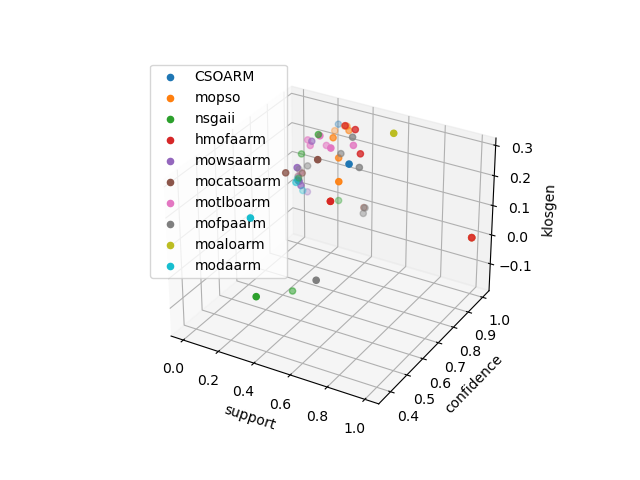 CSOARM
mopso
nsgaii
hmofaarm
mowsaarm
mocatsoarm
motlboarm
mofpaarm
moaloarm
modaarm
0.3
0.2
0.1
0.0
−0.1
klosgen
1.0
0.9
0.8
0.7
0.6
0.5
0.4
confidence
0.0
0.2
0.4
0.6
0.8
1.0
support